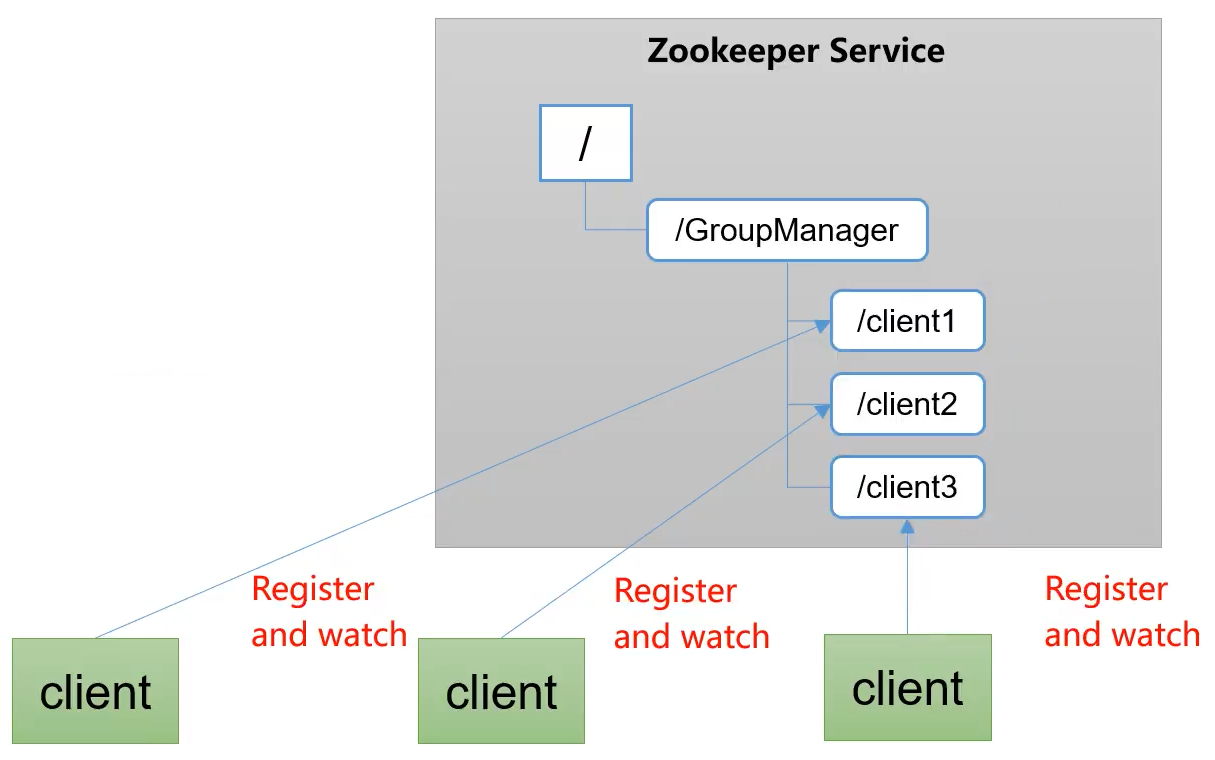 Zookeeper Service
/
/GroupManager
/client1
/client2
/client3
Register
and watch
Register
and watch
Register
and watch
client
client
client